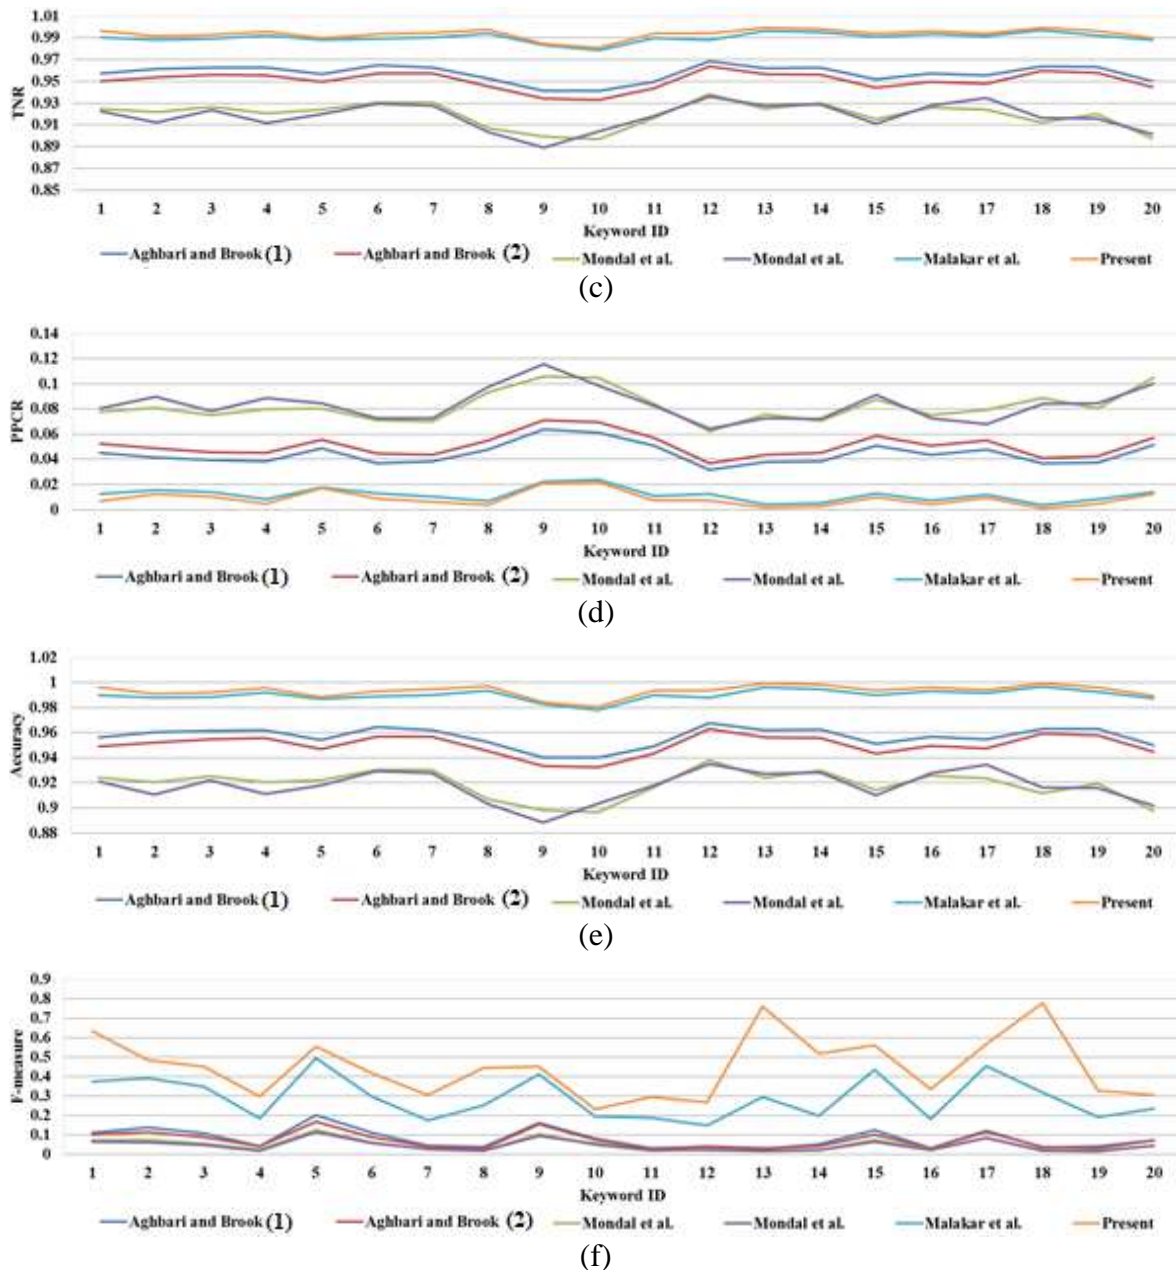 1.01
0.99
0.97
0.95
0.93
0.91
0.89
0.87
0.85
TNR
1 2 3 4 5 6 7 8 9 10 11 12 13 14 15 16 17 18 19 20
Keyword ID
Aghbari and Brook (1) Aghbari and Brook (2) Mondal et al. Mondal et al. Malakar et al. Present
(c)
0.14
0.12
0.1
0.08
0.06
0.04
0.02
0
PPCR
1 2 3 4 5 6 7 8 9 10 11 12 13 14 15 16 17 18 19 20
Keyword ID
Aghbari and Brook (1) Aghbari and Brook (2) Mondal et al. Mondal et al. Malakar et al. Present
(d)
1.02
1
0.98
0.96
0.94
0.92
0.9
0.88
Accuracy
1 2 3 4 5 6 7 8 9 10 11 12 13 14 15 16 17 18 19 20
Keyword ID
Aghbari and Brook (1) Aghbari and Brook (2) Mondal et al. Mondal et al. Malakar et al. Present
(e)
0.9
0.8
0.7
0.6
0.5
0.4
0.3
0.2
0.1
0
F-measure
1 2 3 4 5 6 7 8 9 10 11 12 13 14 15 16 17 18 19 20
Keyword ID
Aghbari and Brook (1) Aghbari and Brook (2) Mondal et al. Mondal et al. Malakar et al. Present
(f)